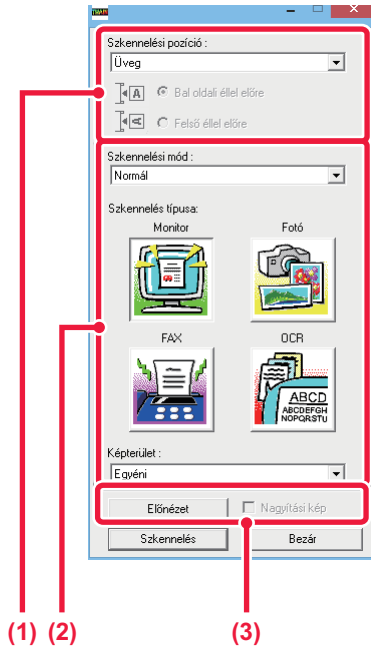 TWAIN
Szkennelési pozíció :
Üveg
A
Bal oldali éllel előre
A
Felső éllel előre
Szkennelési mód :
Normál
Szkennelés típusa:
Monitor
Fotó
FAX
OCR
ABCD
ABCDEFGH
NOPQRSTU
Képterület :
Egyéni
Előnézet
Nagyítási kép
Szkennelés
Bezár
(1) (2) (3)